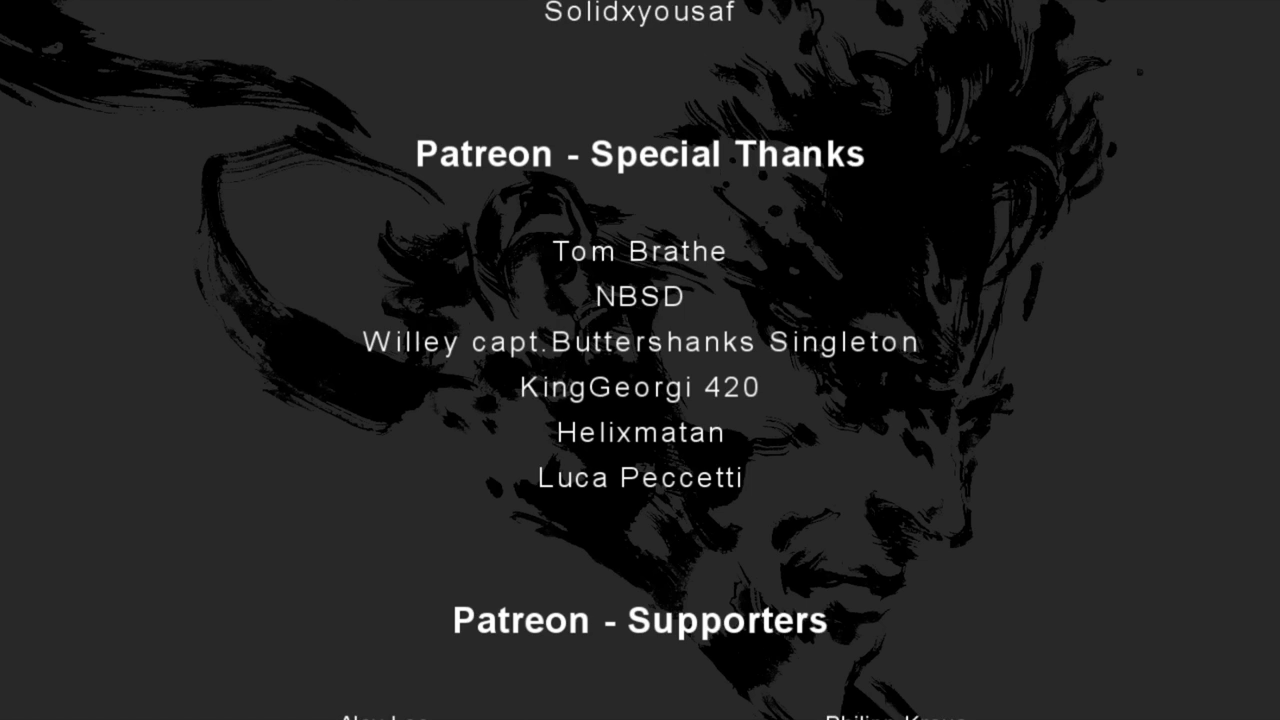 Solidxyousaf
Patreon - Special Thanks
Tom Brathe
NBSD
Willey capt.Buttershanks Singleton
KingGeorgi 420
Helixmatan
Luca Peccetti
Patreon - Supporters